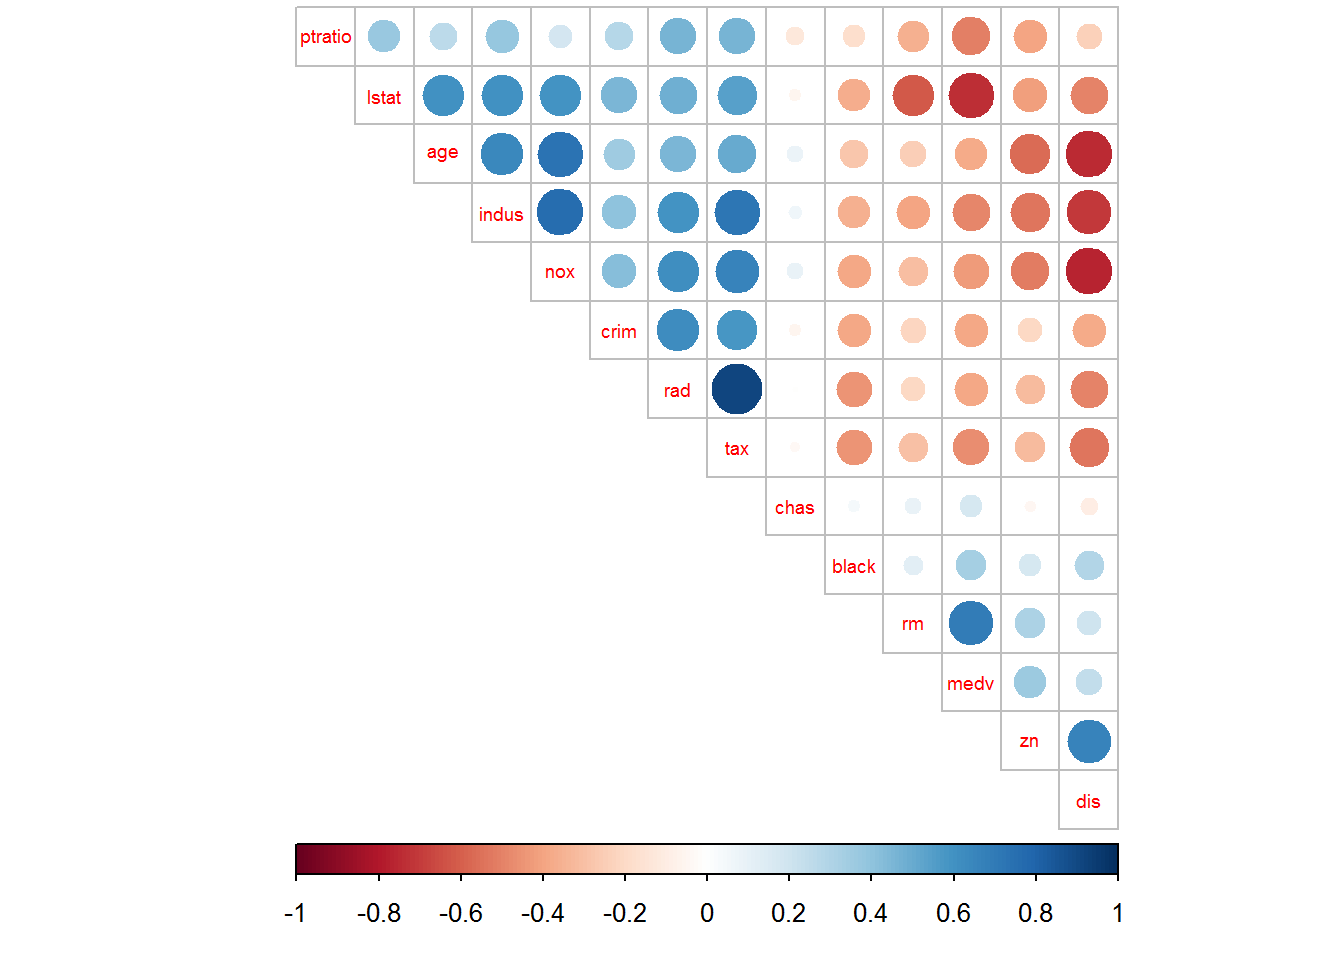 ptratio
lstat
age
indus
nox
crim
rad
tax
chas
black
rm
medv
zn
dis
-1 -0.8 -0.6 -0.4 -0.2 0 0.2 0.4 0.6 0.8 1